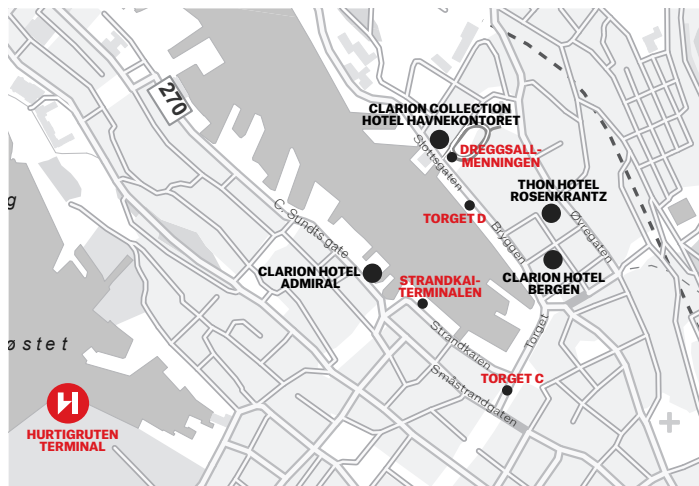 270
CLARION COLLECTION
HOTEL HAVNEKONTORET
DREGGSALL-
MENNINGEN
Slottsgaten
THON HOTEL
ROSENKRANTZ
TORGET D
Bryggen
Øvregaten
g
C. Sundts gate
CLARION HOTEL
ADMIRAL
STRANDKAI-
TERMINALEN
CLARION HOTEL
BERGEN
østet
Strandkaien
Torget
Småstrandgaten
TORGET C
HURTIGRUTEN
TERMINAL